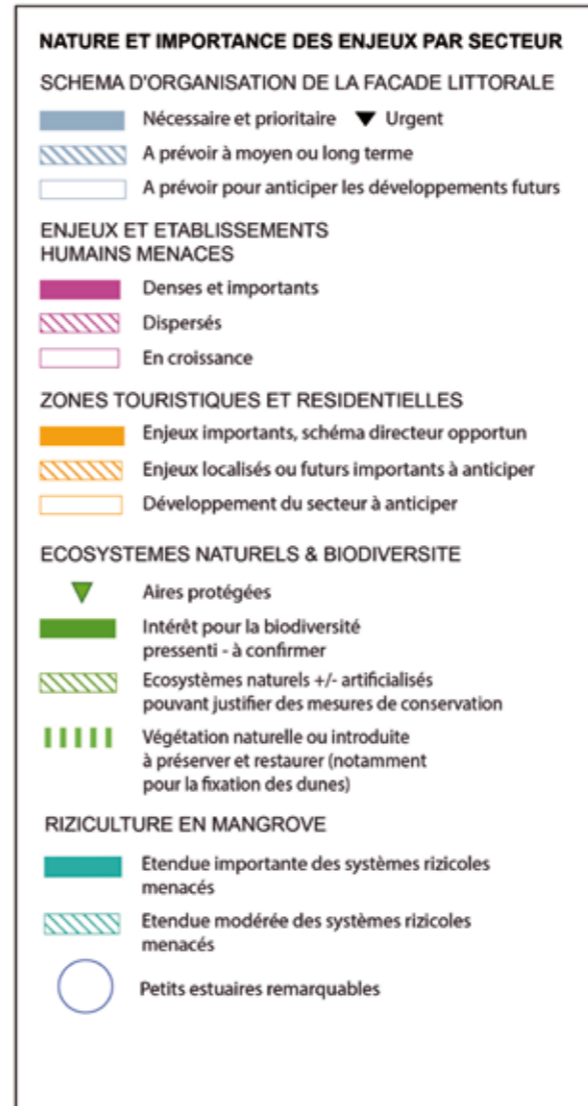 NATURE ET IMPORTANCE DES ENJEUX PAR SECTEUR
SCHEMA D'ORGANISATION DE LA FACADE LITTORALE
Nécessaire et prioritaire Urgent
A prévoir à moyen ou long terme
A prévoir pour anticiper les développements futurs
ENJEUX ET ETABLISSEMENTS
HUMAINS MENACES
Denses et importants
Dispersés
En croissance
ZONES TOURISTIQUES ET RESIDENTIELLES
Enjeux importants, schéma directeur opportun
Enjeux localisés ou futurs importants à anticiper
Développement du secteur à anticiper
ECOSYSTEMES NATURELS & BIODIVERSITE
Aires protégées
Intérêt pour la biodiversité
pressenti - à confirmer
Ecosystèmes naturels +/- artificialisés
pouvant justifier des mesures de conservation
Végétation naturelle ou introduite
à préserver et restaurer (notamment
pour la fixation des dunes)
RIZICULTURE EN MANGROVE
Etendue importante des systèmes rizicoles
menacés
Etendue modérée des systèmes rizicoles
menacés
Petits estuaires remarquables